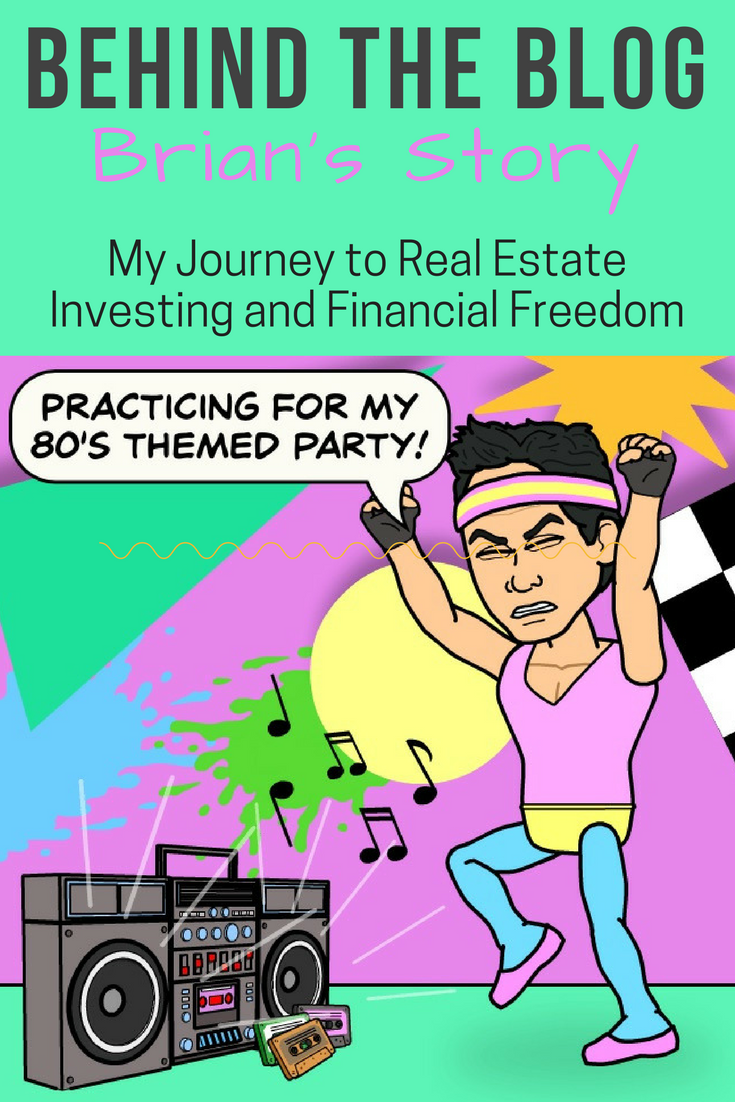 BEHIND THE BLOG
Brian's Story
My Journey to Real Estate
Investing and Financial Freedom
PRACTICING FOR MY
80'S THEMED PARTY!